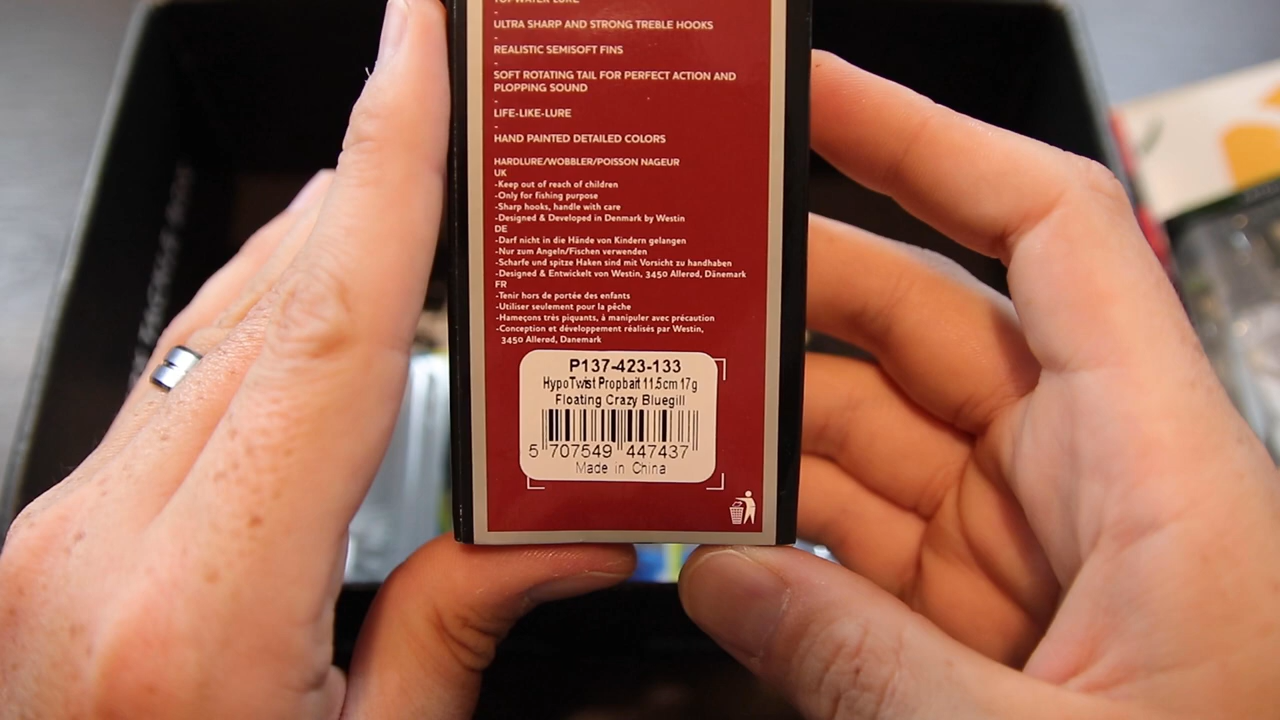 TOPWATER LURE
-
ULTRA SHARP AND STRONG TREBLE HOOKS
-
REALISTIC SEMISOFT FINS
-
SOFT ROTATING TAIL FOR PERFECT ACTION AND
PLOPPING SOUND
-
LIFE-LIKE-LURE
-
HAND PAINTED DETAILED COLORS
HARDLURE/WOBBLER/POISSON NAGEUR
UK
-Keep out of reach of children
-Only for fishing purpose
-Sharp hooks, handle with care
-Designed & Developed in Denmark by Westin
DE
-Darf nicht in die Hände von Kindern gelangen
-Nur zum Angeln/Fischen verwenden
-Scharfe und spitze Haken sind mit Vorsicht zu handhaben
-Designed & Entwickelt von Westin, 3450 Allerød, Dänemark
FR
-Tenir hors de portée des enfants
-Utiliser seulement pour la pêche
-Hameçons très piquants, à manipuler avec précaution
-Conception et développement réalisés par Westin,
3450 Allerød, Danemark
P137-423-133
HypoTwist Propbait 11.5cm 17g
Floating Crazy Bluegill
5 707549 447437
Made in China